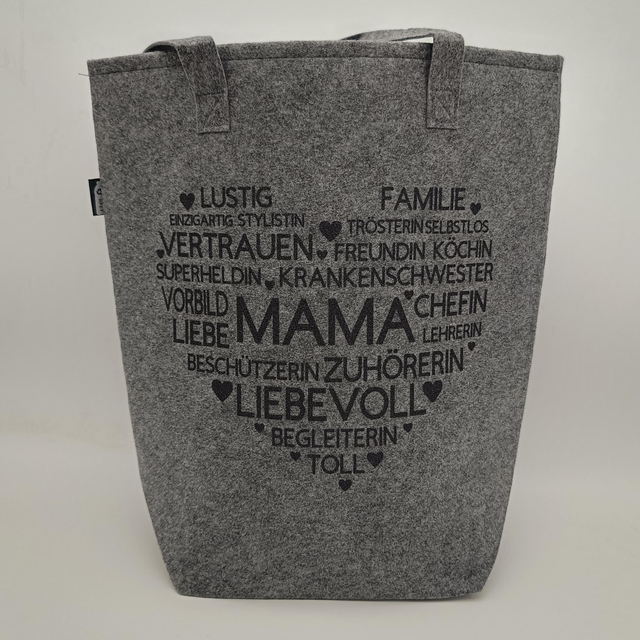 LUSTIG FAMILIE
EINZIGARTIG STYLISTIN TRÖSTERIN SELBSTLOS
VERTRAUEN FREUNDIN KÖCHIN
SUPERHELDIN KRANKENSCHWESTER
VORBILD MAMA CHEFIN
LIEBE LEHRERIN
BESCHÜTZERIN ZUHÖRERIN
LIEBEVOLL
BEGLEITERIN
TOLL